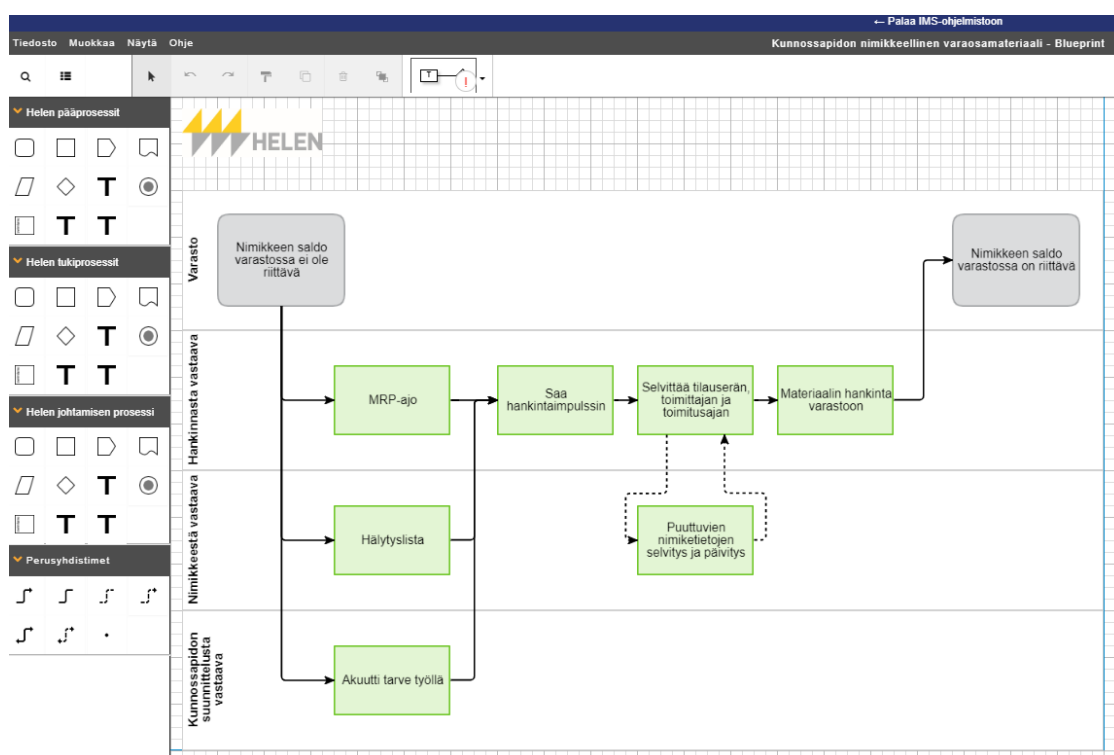 ← Palaa IMS-ohjelmistoon
Tiedosto Muokkaa Näytä Ohje
Kunnossapidon nimikkeellinen varaosamateriaali - Blueprint
T
!
Helen pääprosessit
T
T T
Helen tukiprosessit
T
T T
Helen johtamisen prosessi
T
T T
Perusyhdistimet
HELEN
Varasto
Nimikkeen saldo
varastossa ei ole
riittävä
Nimikkeen saldo
varastossa on riittävä
Hankinnasta vastaava
MRP-ajo
Saa
hankintaimpulssin
Selvittää tilauserän,
toimittajan ja
toimitusajan
Materiaalin hankinta
varastoon
Nimikkeestä vastaava
Hälytyslista
Puuttuvien
nimiketietojen
selvitys ja päivitys
Kunnossapidon
suunnittelusta
vastaava
Akuutti tarve työllä